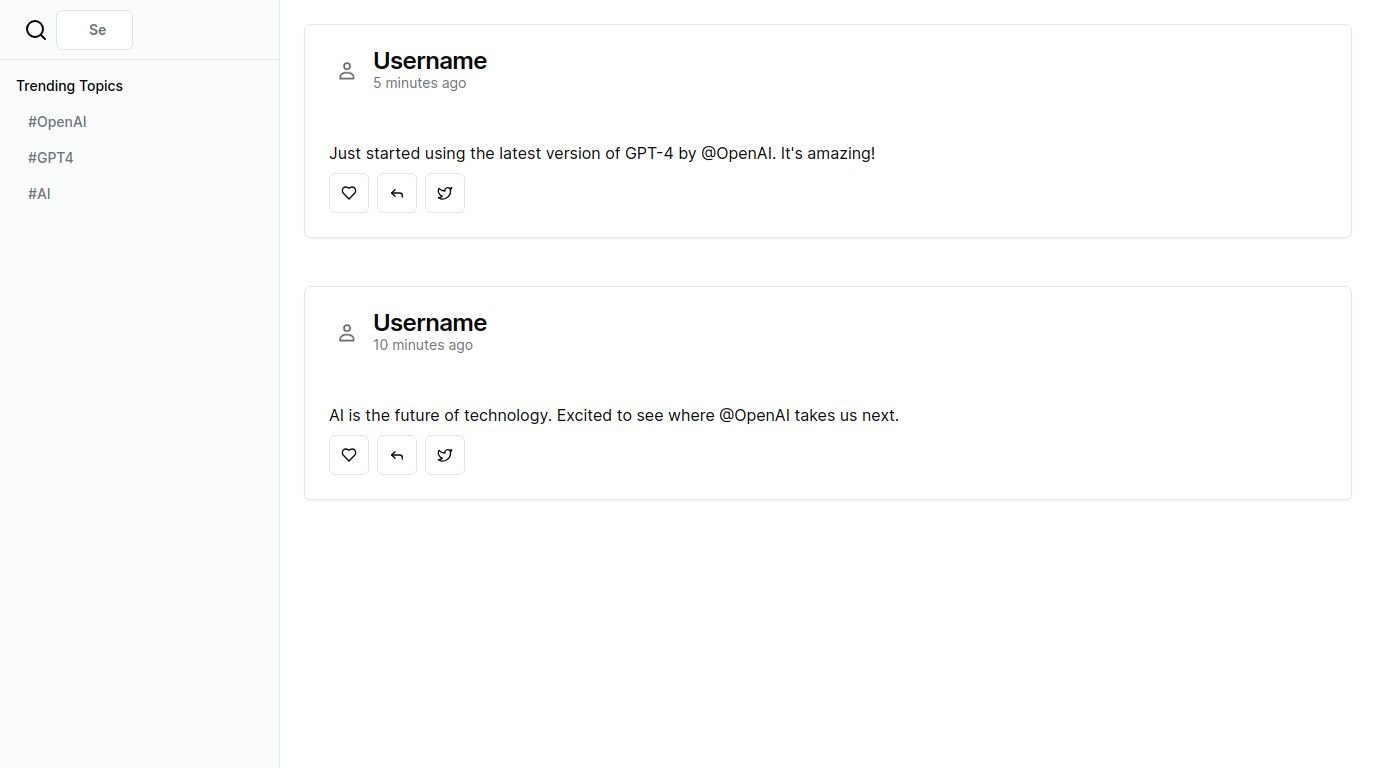 Se
Trending Topics
#OpenAI
#GPT4
#AI
Username
5 minutes ago
Just started using the latest version of GPT-4 by @OpenAI. It's amazing!
Username
10 minutes ago
AI is the future of technology. Excited to see where @OpenAI takes us next.